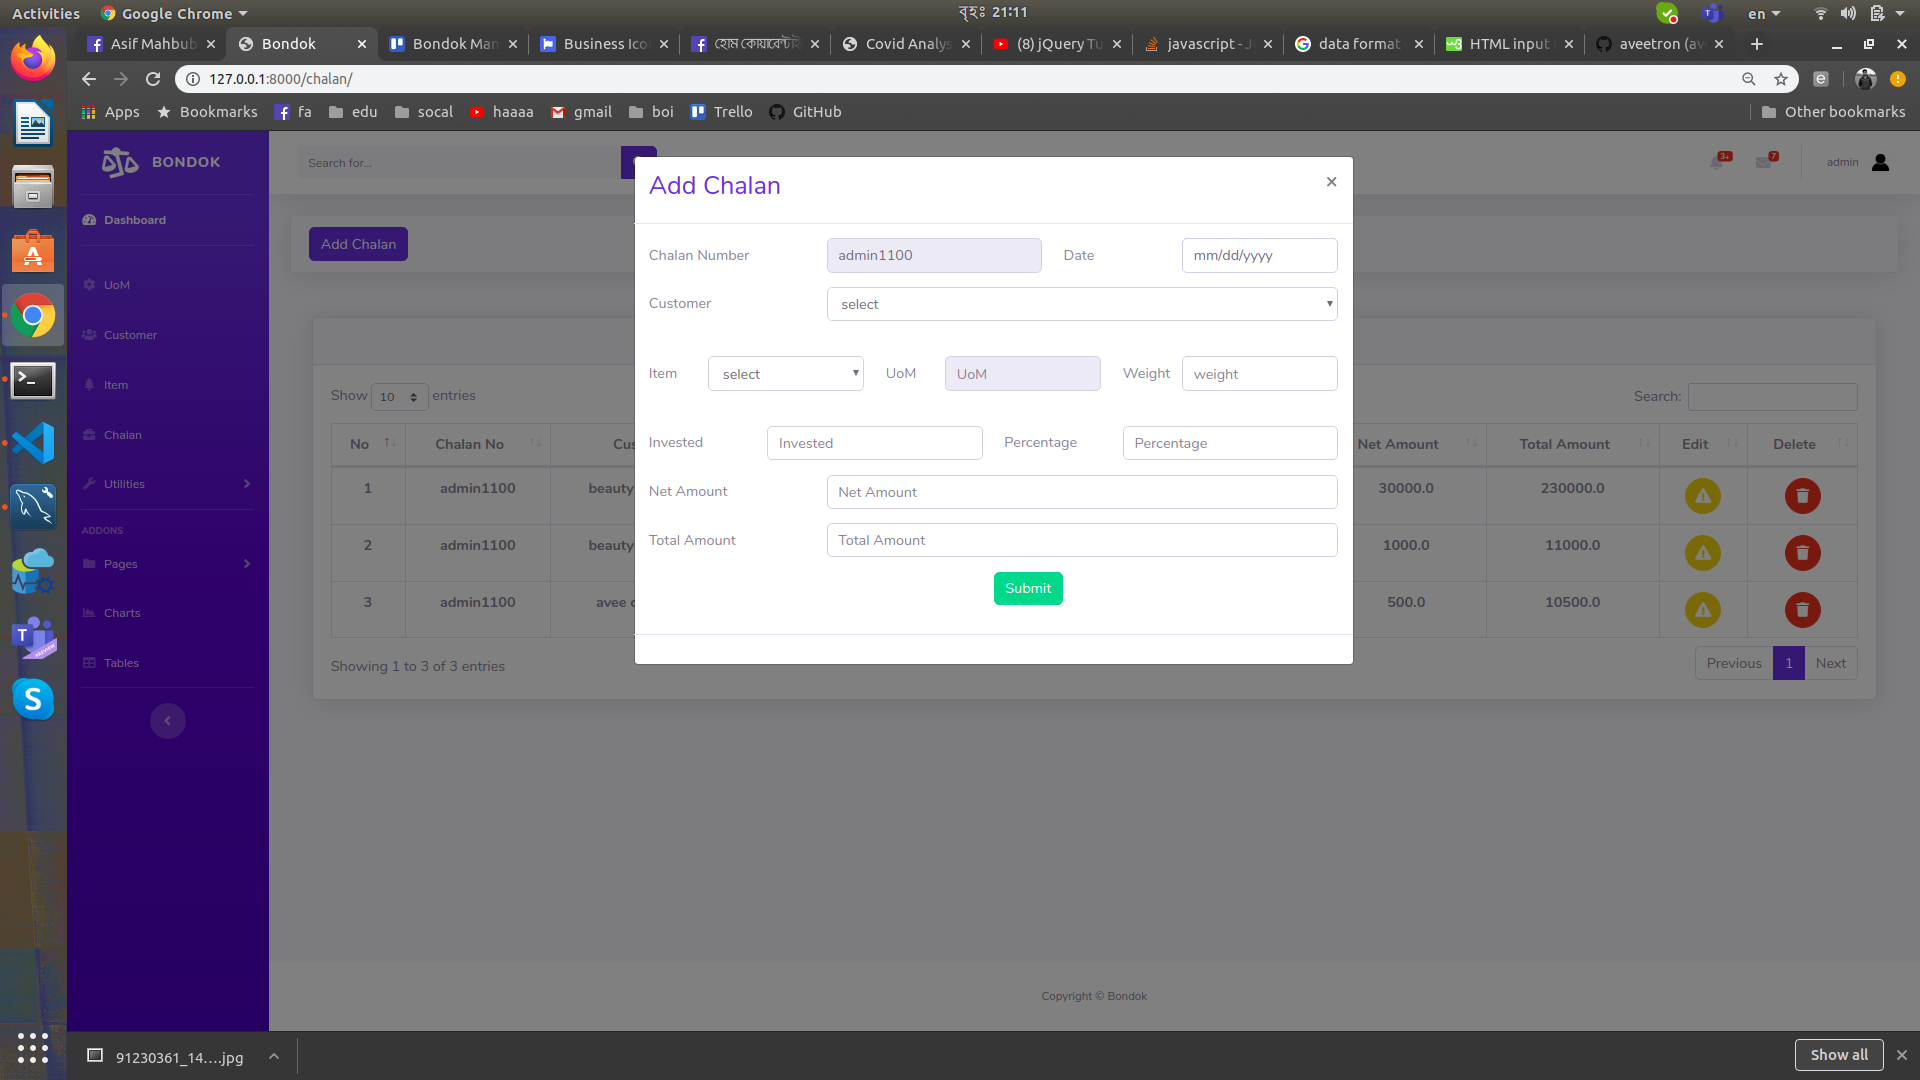 Activities
Google Chrome
বৃহঃ 21:11
en
Asif Mahbub
Bondok
Bondok Man
Business Ico
হোম কোয়ারেন্টাই
Covid Analys
(8) jQuery Tu
javascript - J
data format
HTML input
aveetron (av
127.0.0.1:8000/chalan/
Apps
Bookmarks
fa
edu
socal
haaaa
gmail
boi
Trello
GitHub
Other bookmarks
BONDOK
Search for...
3+
7
admin
Dashboard
Add Chalan
UoM
Customer
Item
Chalan
Utilities
ADDONS
Pages
Charts
Tables
Add Chalan
×
Chalan Number
admin1100
Date
mm/dd/yyyy
Customer
select
Item
select
UoM
UoM
Weight
weight
Invested
Invested
Percentage
Percentage
Net Amount
Net Amount
Total Amount
Total Amount
Submit
Show 10 entries
Search:
No
Chalan No
Net Amount
Total Amount
Edit
Delete
1 admin1100 beauty 30000.0 230000.0
2 admin1100 beauty 1000.0 11000.0
3 admin1100 avee 500.0 10500.0
Showing 1 to 3 of 3 entries
Previous 1 Next
Copyright © Bondok
91230361_14....jpg
Show all
PREVIEW